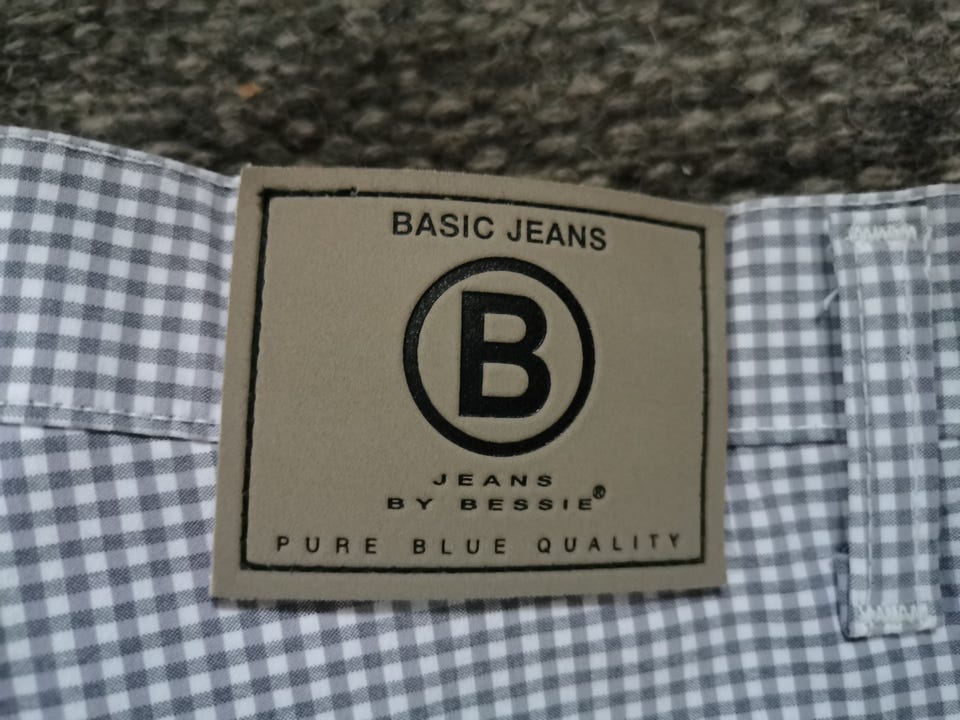 BASIC JEANS
B
JEANS
BY BESSIE®
PURE BLUE QUALITY